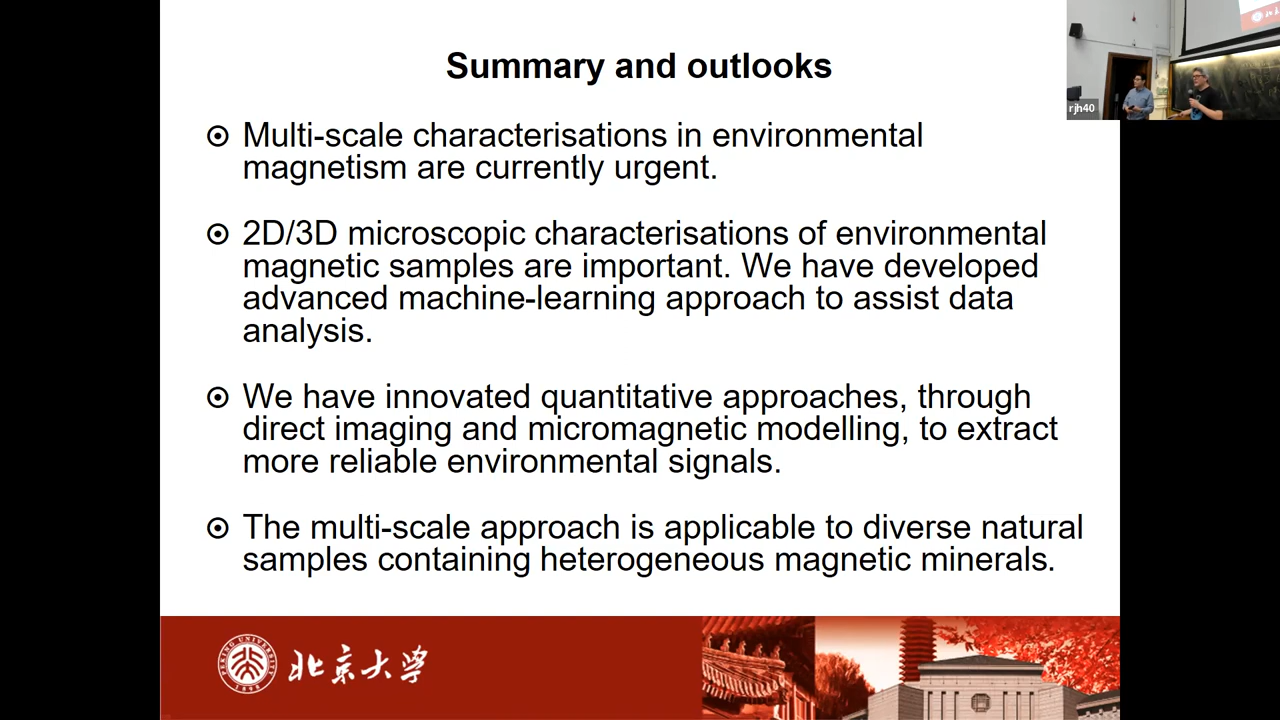 Summary and outlooks
Multi-scale characterisations in environmental
magnetism are currently urgent.
2D/3D microscopic characterisations of environmental
magnetic samples are important. We have developed
advanced machine-learning approach to assist data
analysis.
We have innovated quantitative approaches, through
direct imaging and micromagnetic modelling, to extract
more reliable environmental signals.
The multi-scale approach is applicable to diverse natural
samples containing heterogeneous magnetic minerals.
rjh40
PEKING UNIVERSITY
1898
北京大学